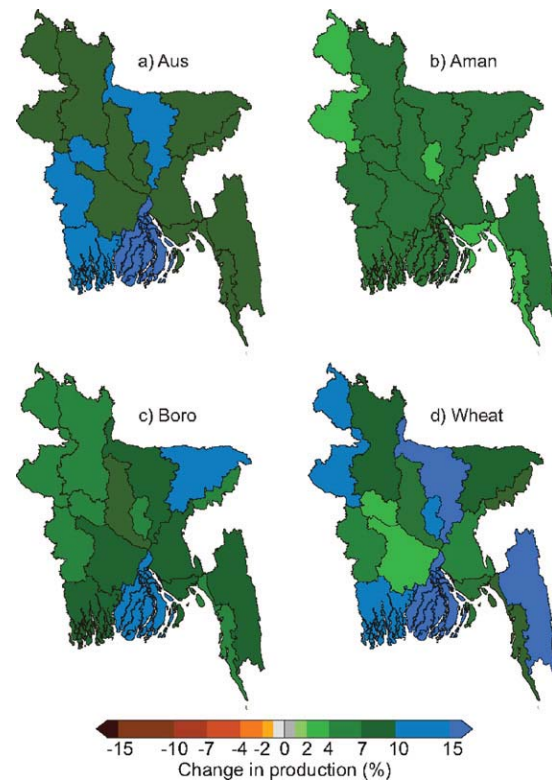 a) Aus
b) Aman
c) Boro
d) Wheat
-15 -10 -7 -4 -2 0 2 4 7 10 15
Change in production (%)